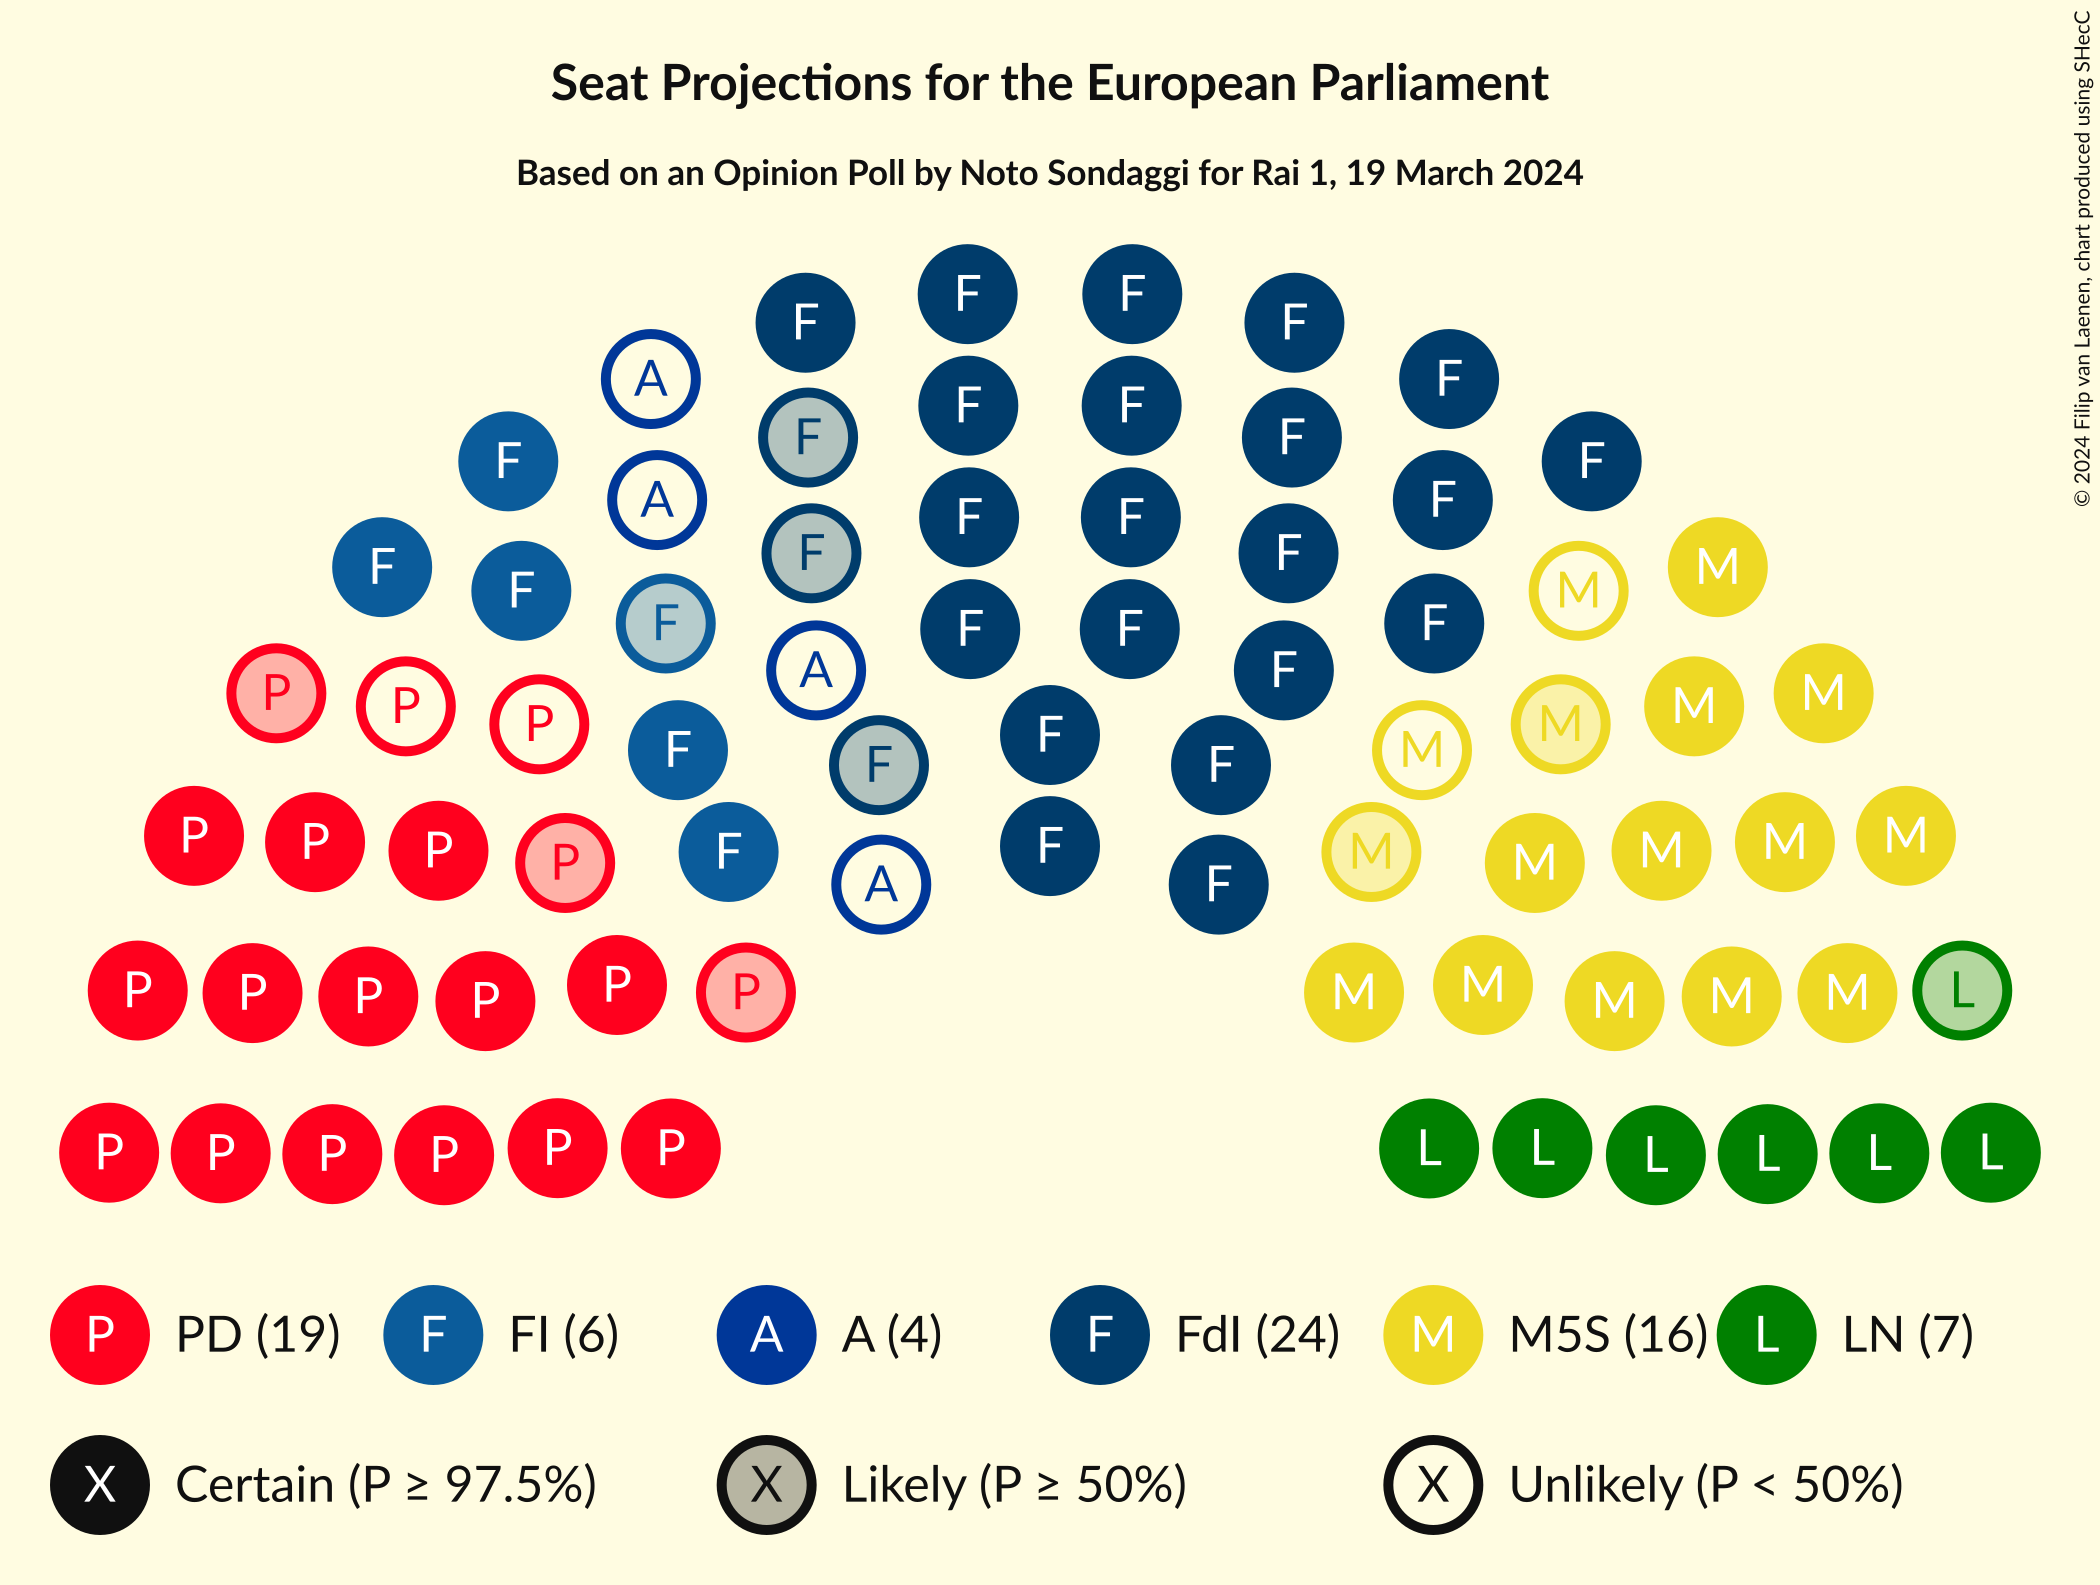 Seat Projections for the European Parliament
Based on an Opinion Poll by Noto Sondaggi for Rai 1, 19 March 2024
© 2024 Filip van Laenen, chart produced using SHecC
F F
F F
A F
F F
F F
F F
A F
F F
F F
F F
F F
M M
F M
P P P F A F F F M M M M
F M
P P P P F A F F M M M M M
P P P P P P M M M M M L
P P P P P P L L L L L L
P PD (19) F FI (6) A A (4) F FdI (24) M M5S (16) L LN (7)
X Certain (P ≥ 97.5%) X Likely (P ≥ 50%) X Unlikely (P < 50%)